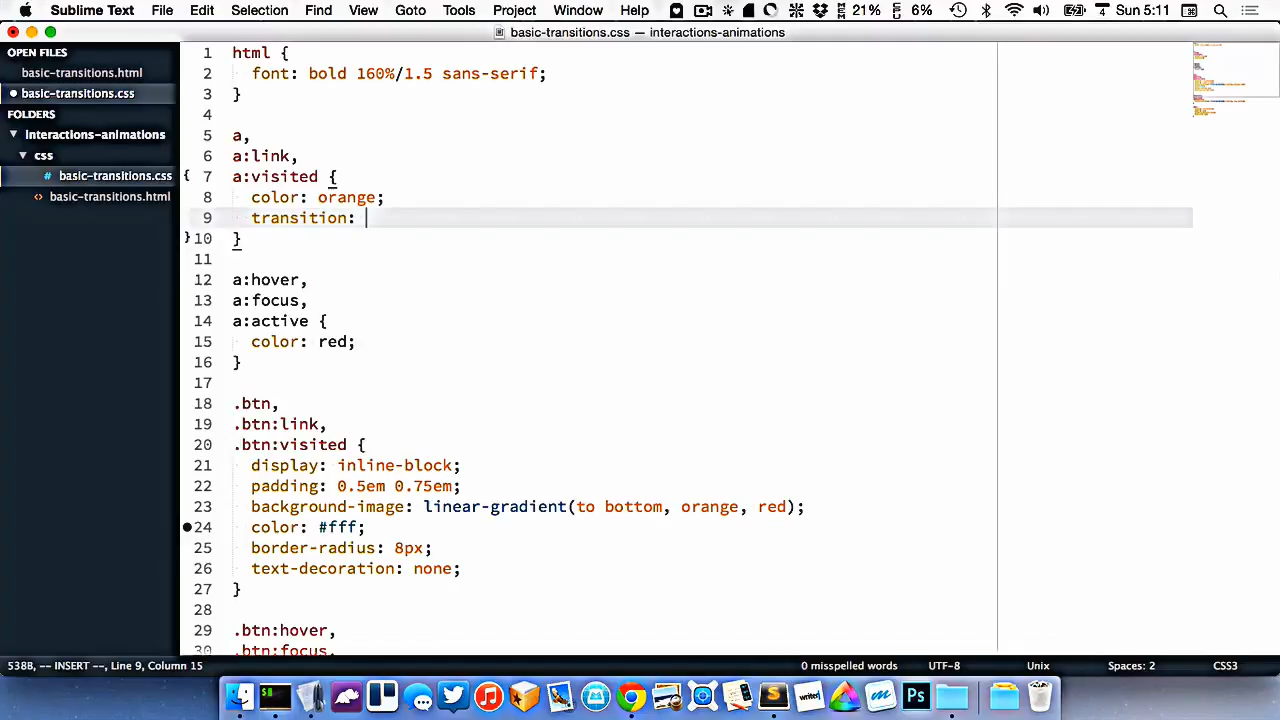 Sublime Text File Edit Selection Find View Goto Tools Project Window Help 21% 6% 4 Sun 5:11
basic-transitions.css — interactions-animations
OPEN FILES
basic-transitions.html
basic-transitions.css
FOLDERS
interactions-animations
css
# basic-transitions.css
<> basic-transitions.html
1 html {
2 font: bold 160%/1.5 sans-serif;
3 }
4
5 a,
6 a:link,
{ 7 a:visited {
8 color: orange;
9 transition:
} 10 }
11
12 a:hover,
13 a:focus,
14 a:active {
15 color: red;
16 }
17
18 .btn,
19 .btn:link,
20 .btn:visited {
21 display: inline-block;
22 padding: 0.5em 0.75em;
23 background-image: linear-gradient(to bottom, orange, red);
24 color: #fff;
25 border-radius: 8px;
26 text-decoration: none;
27 }
28
29 .btn:hover,
30 .btn:focus,
538B, -- INSERT --, Line 9, Column 15 0 misspelled words UTF-8 Unix Spaces: 2 CSS3